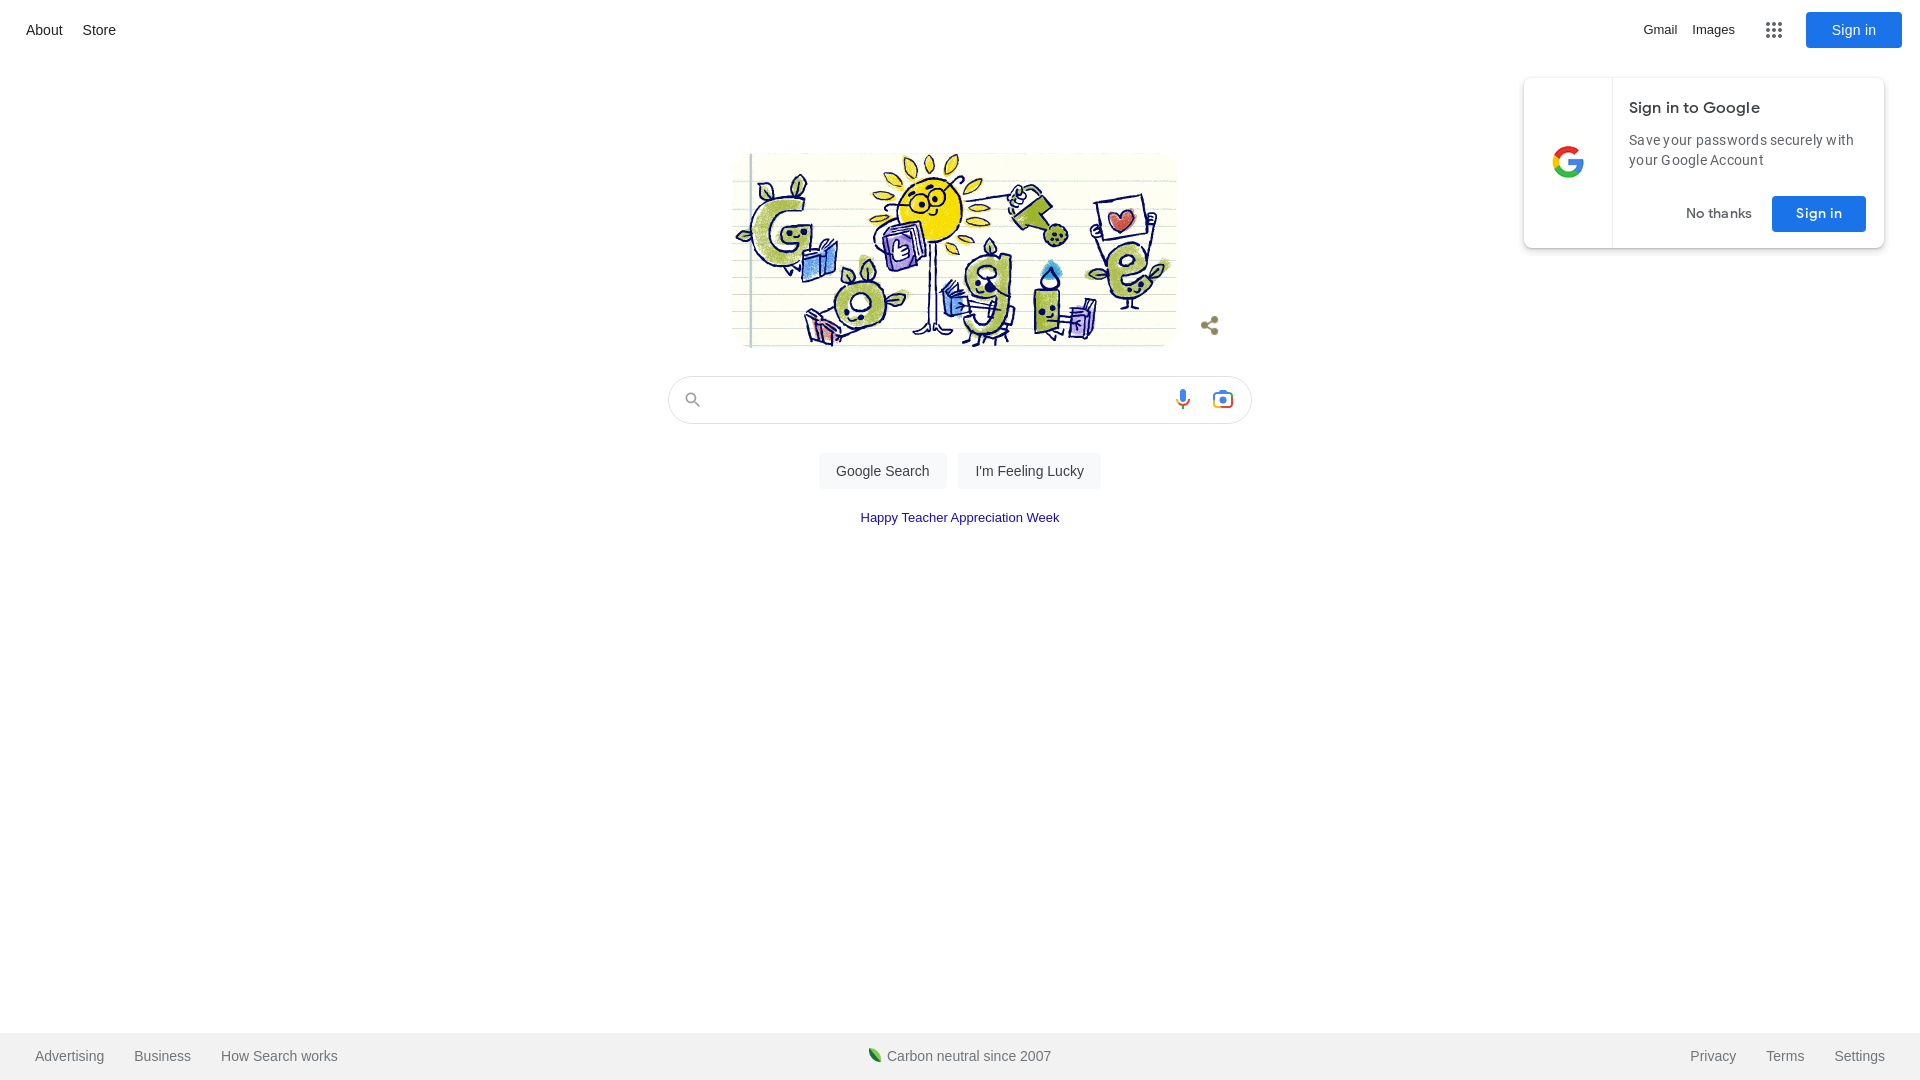 About Store
Gmail Images Sign in
Sign in to Google
Save your passwords securely with
your Google Account
No thanks Sign in
Google Search I'm Feeling Lucky
Happy Teacher Appreciation Week
Advertising Business How Search works
Carbon neutral since 2007
Privacy Terms Settings